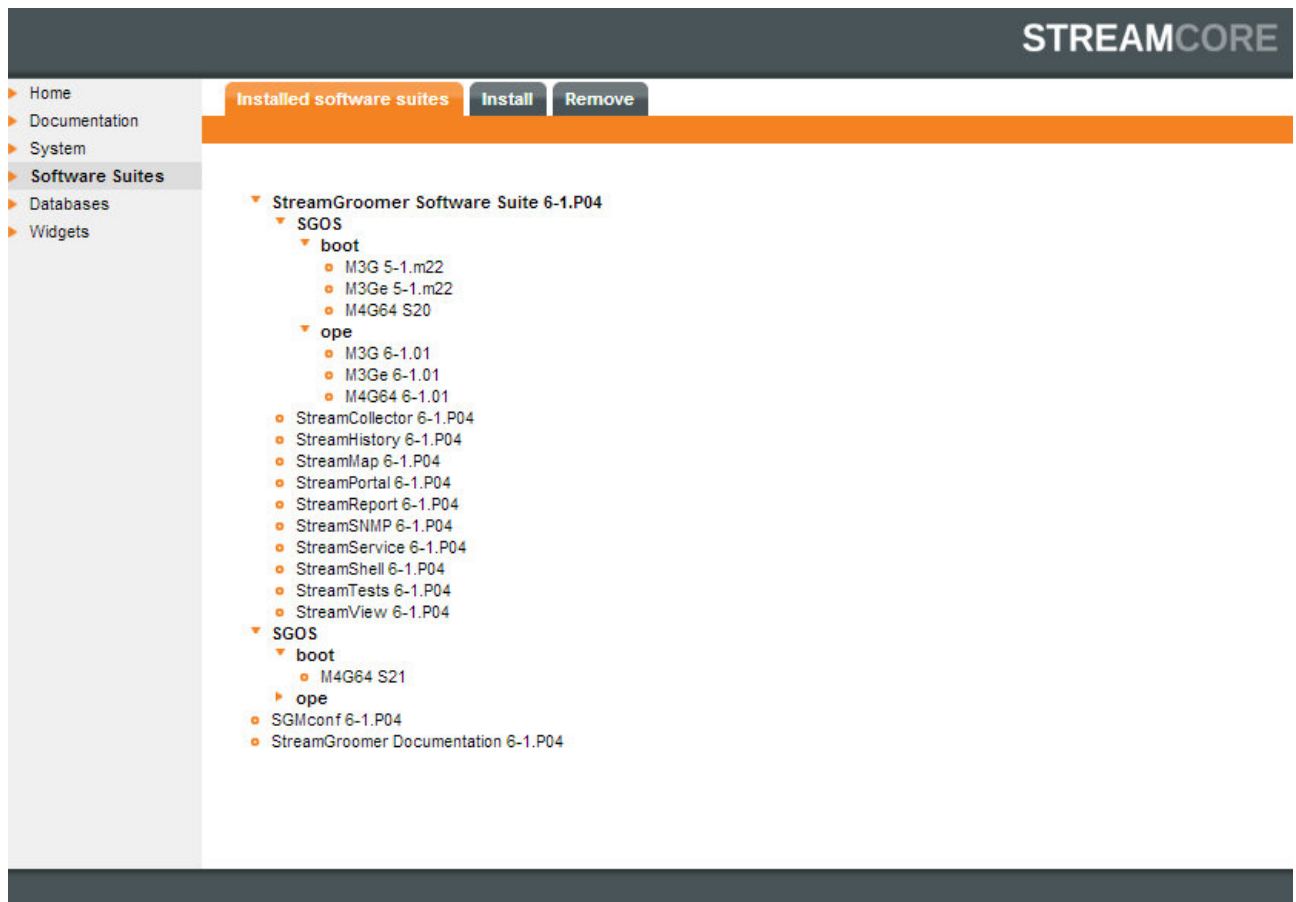 STREAMCORE
Home
Documentation
System
Software Suites
Databases
Widgets
Installed software suites Install Remove
StreamGroomer Software Suite 6-1.P04
SGOS
boot
M3G 5-1.m22
M3Ge 5-1.m22
M4G64 S20
ope
M3G 6-1.01
M3Ge 6-1.01
M4G64 6-1.01
StreamCollector 6-1.P04
StreamHistory 6-1.P04
StreamMap 6-1.P04
StreamPortal 6-1.P04
StreamReport 6-1.P04
StreamSNMP 6-1.P04
StreamService 6-1.P04
StreamShell 6-1.P04
StreamTests 6-1.P04
StreamView 6-1.P04
SGOS
boot
M4G64 S21
ope
SGMconf 6-1.P04
StreamGroomer Documentation 6-1.P04